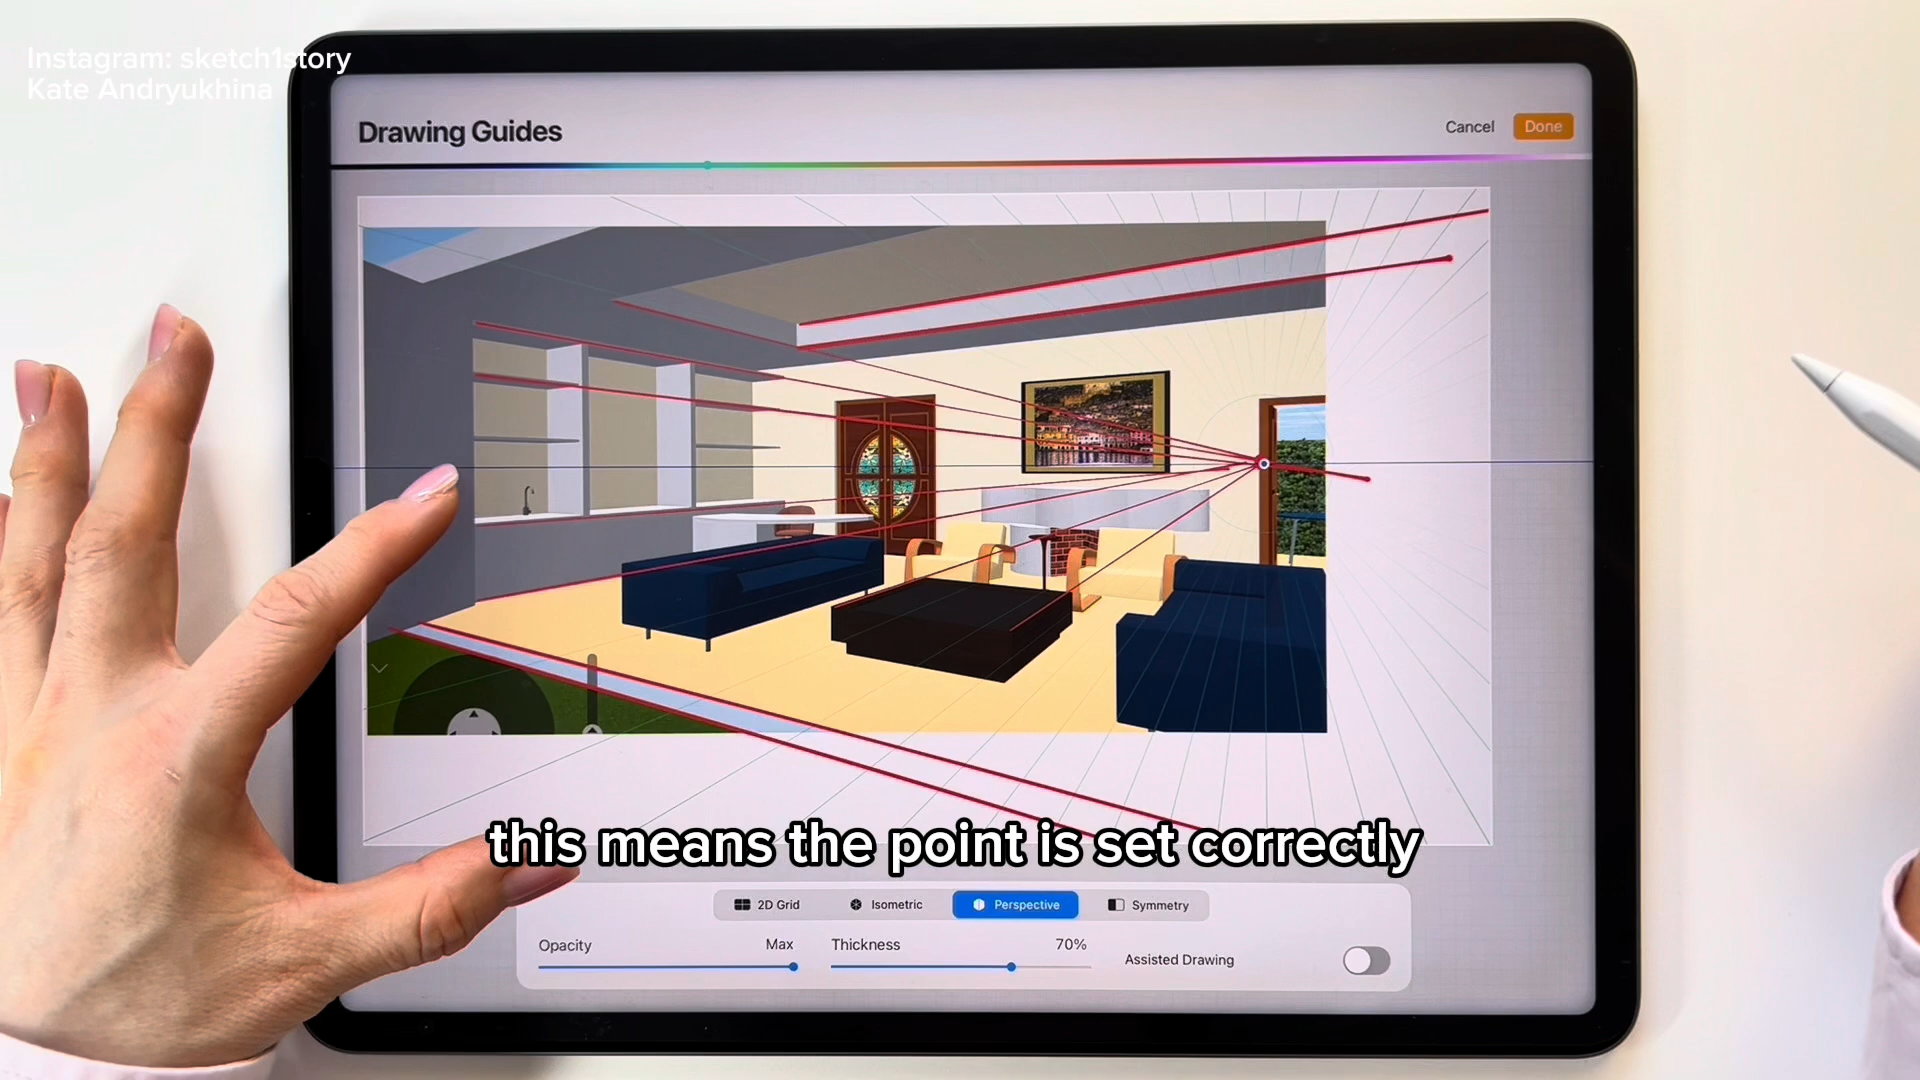 Instagram: sketch1story
Kate Andryukhina
Drawing Guides
Cancel
Done
this means the point is set correctly
2D Grid
Isometric
Perspective
Symmetry
Opacity
Max
Thickness
70%
Assisted Drawing